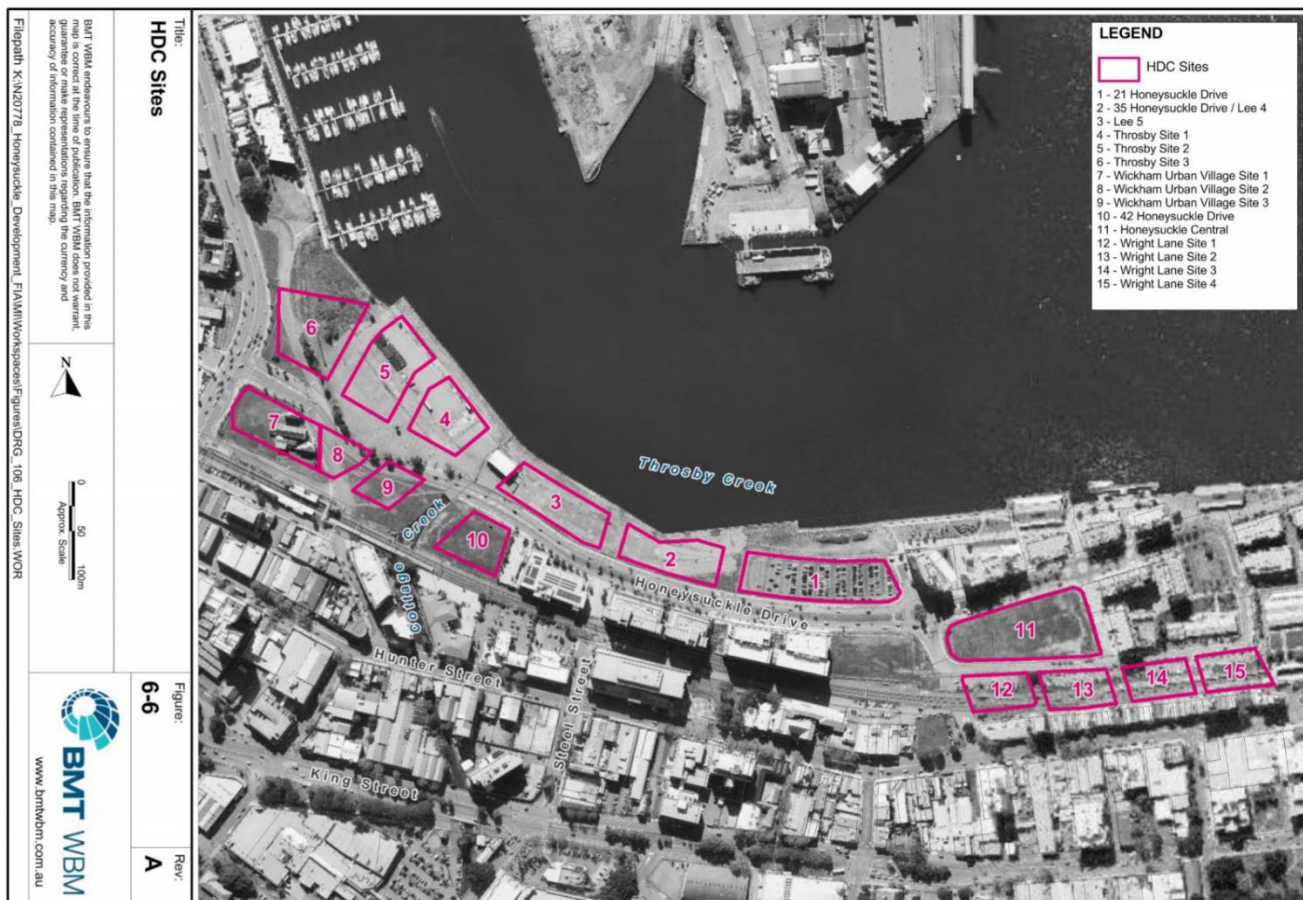 LEGEND
HDC Sites
1 - 21 Honeysuckle Drive
2 - 35 Honeysuckle Drive / Lee 4
3 - Lee 5
4 - Throsby Site 1
5 - Throsby Site 2
6 - Throsby Site 3
7 - Wickham Urban Village Site 1
8 - Wickham Urban Village Site 2
9 - Wickham Urban Village Site 3
10 - 42 Honeysuckle Drive
11 - Honeysuckle Central
12 - Wright Lane Site 1
13 - Wright Lane Site 2
14 - Wright Lane Site 3
15 - Wright Lane Site 4
6
5
4
7
8
9
3
10
2
1
11
12
13
14
15
Throsby Creek
Cottage Creek
Honeysuckle Drive
Hunter Street
Steel Street
King Street
Title:
HDC Sites
Figure:
6-6
Rev:
A
BMT WBM endeavours to ensure that the information provided in this
map is correct at the time of publication. BMT WBM does not warrant,
guarantee or make representations regarding the currency and
accuracy of information contained in this map.
N
0 50 100m
Approx. Scale
BMT WBM
www.bmtwbm.com.au
Filepath K:\N20778_Honeysuckle_Development_FIA\MI\Workspaces\Figures\DRG_106_HDC_Sites.WOR